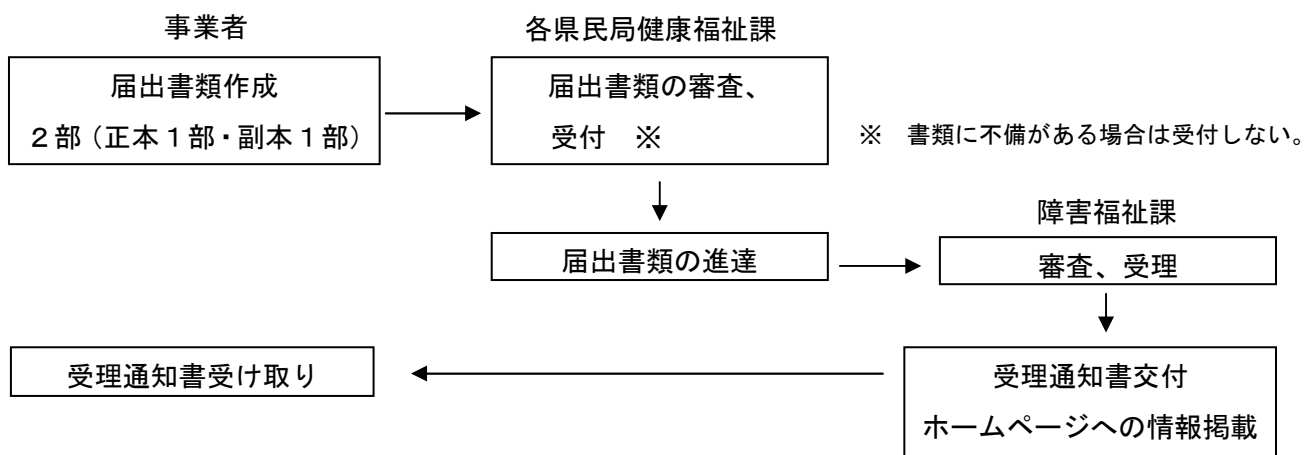 事業者
各県民局健康福祉課
届出書類作成
２部（正本１部・副本１部）
届出書類の審査、
受付　※
※　書類に不備がある場合は受付しない。
障害福祉課
届出書類の進達
審査、受理
受理通知書受け取り
受理通知書交付
ホームページへの情報掲載